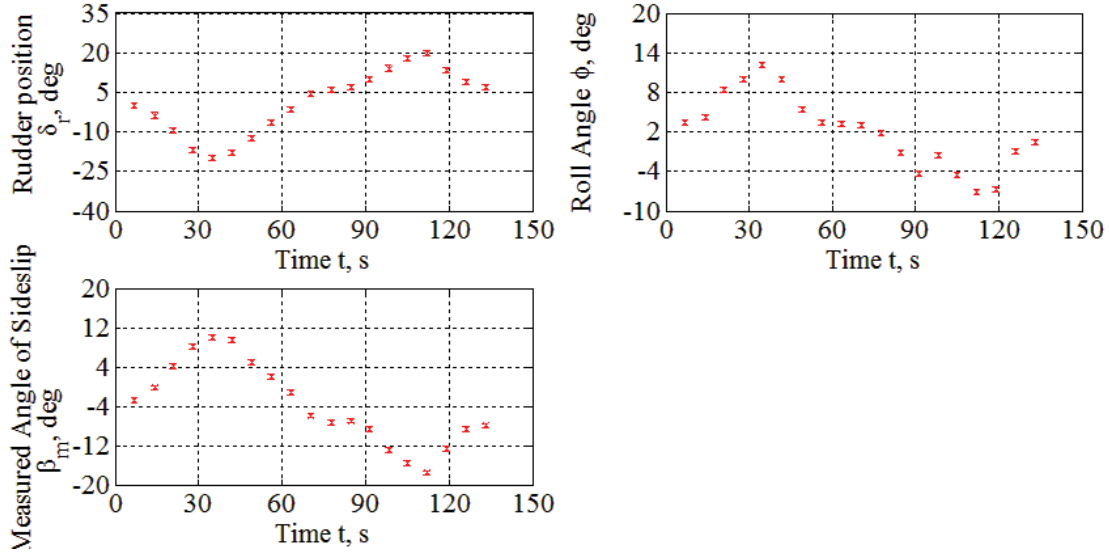 Rudder position
δr, deg
35
20
5
-10
-25
-40
0 30 60 90 120 150
Time t, s
Roll Angle ϕ, deg
20
14
8
2
-4
-10
0 30 60 90 120 150
Time t, s
Measured Angle of Sideslip
βm, deg
20
12
4
-4
-12
-20
0 30 60 90 120 150
Time t, s